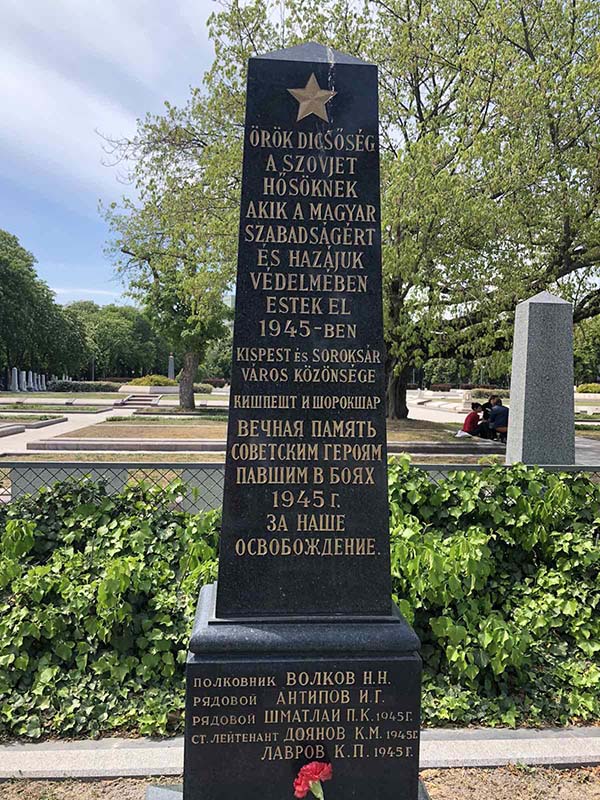 ÖRÖK DICSŐSÉG
A SZOVJET
HŐSÖKNEK
AKIK A MAGYAR
SZABADSÁGÉRT
ÉS HAZÁJUK
VÉDELMÉBEN
ESTEK EL
1945-BEN
KISPEST ÉS SOROKSÁR
VÁROS KÖZÖNSÉGE
КИШПЕШТ И ШОРОКШАР
ВЕЧНАЯ ПАМЯТЬ
СОВЕТСКИМ ГЕРОЯМ
ПАВШИМ В БОЯХ
1945 Г.
ЗА НАШЕ
ОСВОБОЖДЕНИЕ.
ПОЛКОВНИК ВОЛКОВ Н.Н.
РЯДОВОЙ АНТИПОВ И.Г.
РЯДОВОЙ ШМАТЛАИ П.К. 1945Г.
СТ. ЛЕЙТЕНАНТ ДОЯНОВ К.М. 1945Г.
ЛАВРОВ К.П. 1945Г.